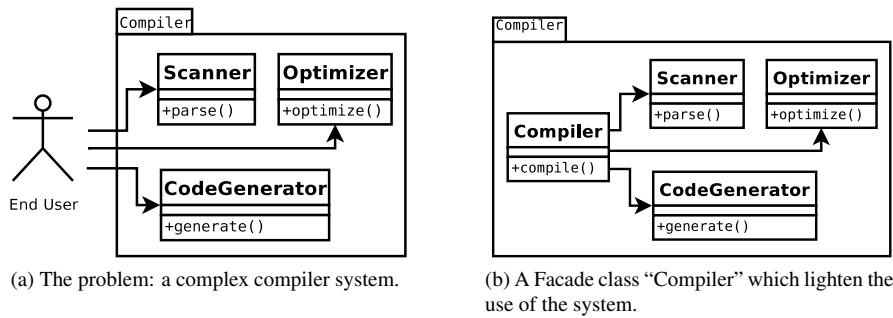 Compiler
Scanner
+parse()
Optimizer
+optimize()
CodeGenerator
+generate()
End User
(a) The problem: a complex compiler system.
Compiler
Compiler
+compile()
Scanner
+parse()
Optimizer
+optimize()
CodeGenerator
+generate()
(b) A Facade class “Compiler” which lighten the
use of the system.